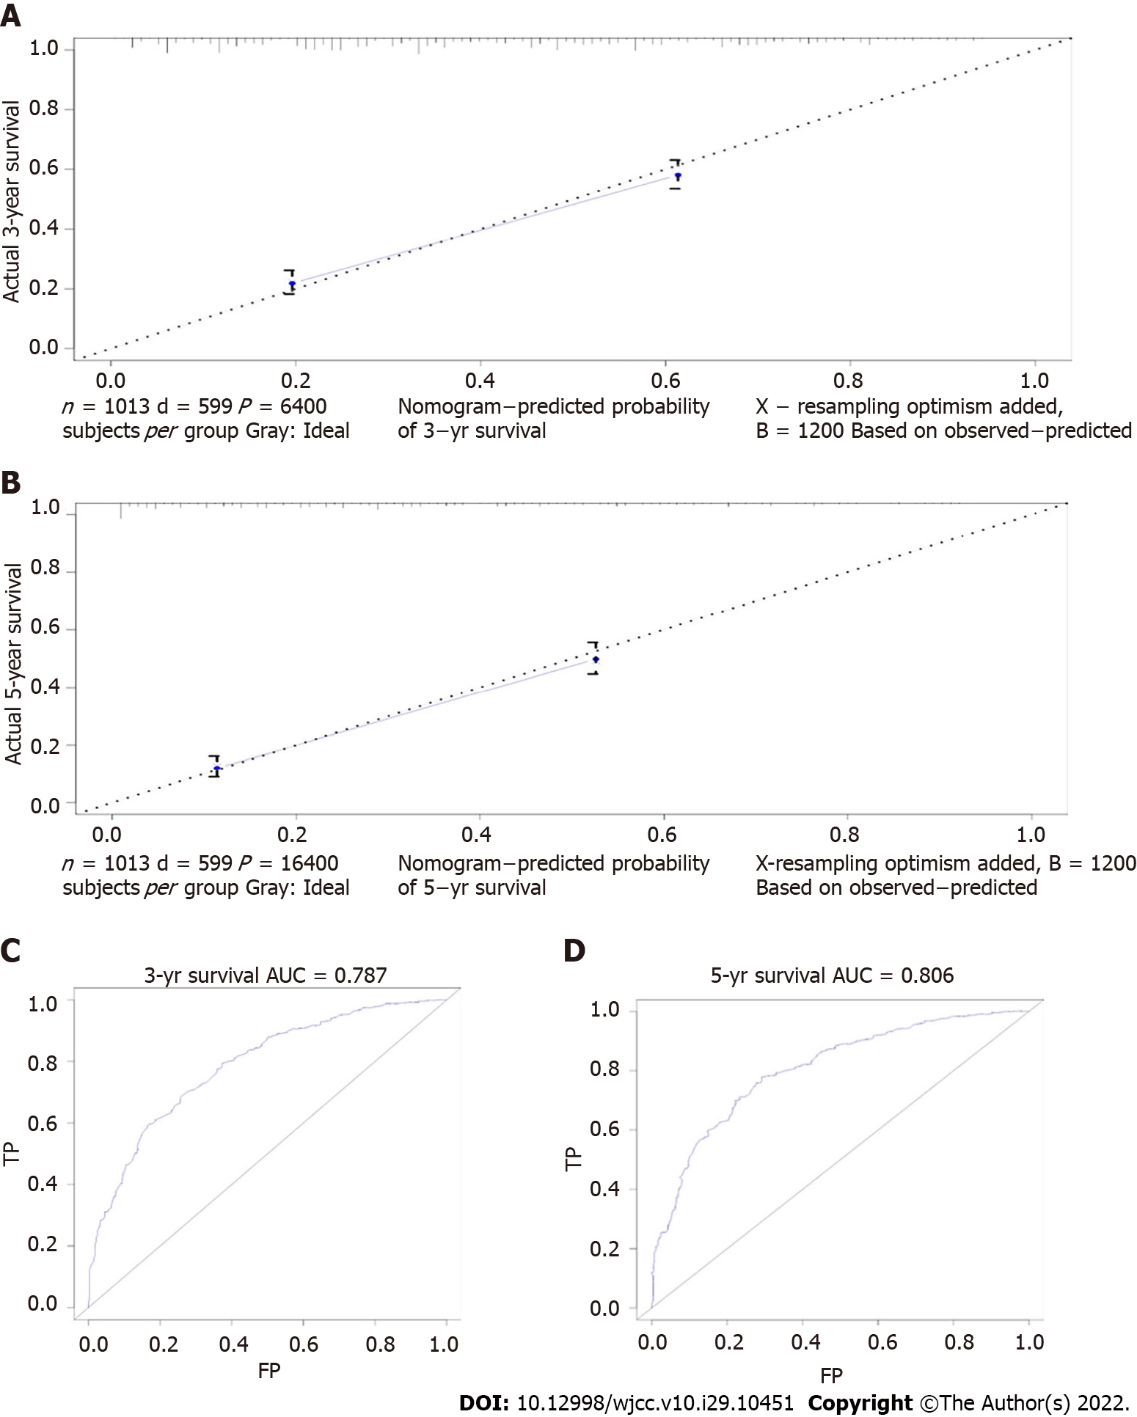 A
Actual 3-year survival
1.0
0.8
0.6
0.4
0.2
0.0
0.0 0.2 0.4 0.6 0.8 1.0
n = 1013 d = 599 P = 6400
subjects per group Gray: Ideal
Nomogram−predicted probability
of 3−yr survival
X − resampling optimism added,
B = 1200 Based on observed−predicted
B
Actual 5-year survival
1.0
0.8
0.6
0.4
0.2
0.0
0.0 0.2 0.4 0.6 0.8 1.0
n = 1013 d = 599 P = 16400
subjects per group Gray: Ideal
Nomogram−predicted probability
of 5−yr survival
X-resampling optimism added, B = 1200
Based on observed−predicted
C
3-yr survival AUC = 0.787
TP
1.0
0.8
0.6
0.4
0.2
0.0
0.0 0.2 0.4 0.6 0.8 1.0
FP
D
5-yr survival AUC = 0.806
TP
1.0
0.8
0.6
0.4
0.2
0.0
0.0 0.2 0.4 0.6 0.8 1.0
FP
DOI: 10.12998/wjcc.v10.i29.10451 Copyright ©The Author(s) 2022.